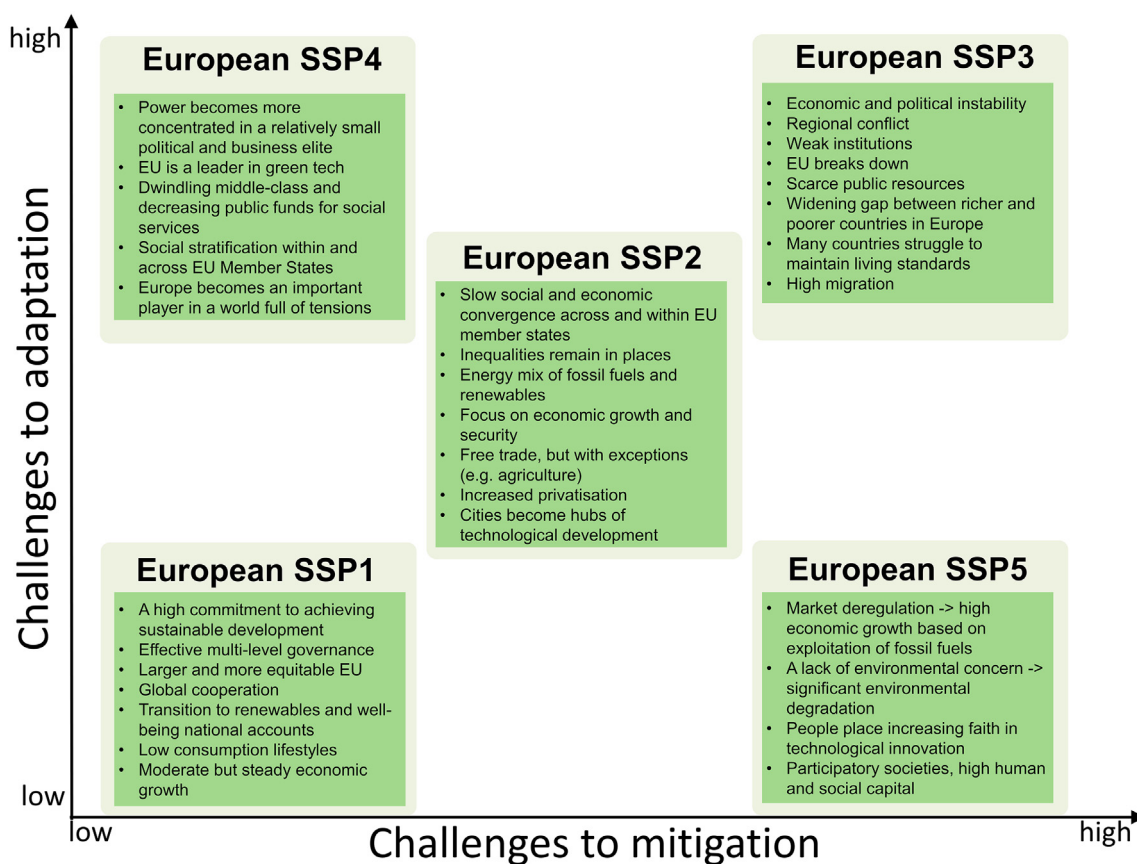 high
European SSP4
• Power becomes more
concentrated in a relatively small
political and business elite
• EU is a leader in green tech
• Dwindling middle-class and
decreasing public funds for social
services
• Social stratification within and
across EU Member States
• Europe becomes an important
player in a world full of tensions
European SSP3
• Economic and political instability
• Regional conflict
• Weak institutions
• EU breaks down
• Scarce public resources
• Widening gap between richer and
poorer countries in Europe
• Many countries struggle to
maintain living standards
• High migration
Challenges to adaptation
European SSP2
• Slow social and economic
convergence across and within EU
member states
• Inequalities remain in places
• Energy mix of fossil fuels and
renewables
• Focus on economic growth and
security
• Free trade, but with exceptions
(e.g. agriculture)
• Increased privatisation
• Cities become hubs of
technological development
European SSP1
• A high commitment to achieving
sustainable development
• Effective multi-level governance
• Larger and more equitable EU
• Global cooperation
• Transition to renewables and well-
being national accounts
• Low consumption lifestyles
• Moderate but steady economic
growth
European SSP5
• Market deregulation -> high
economic growth based on
exploitation of fossil fuels
• A lack of environmental concern ->
significant environmental
degradation
• People place increasing faith in
technological innovation
• Participatory societies, high human
and social capital
low
low
Challenges to mitigation
high